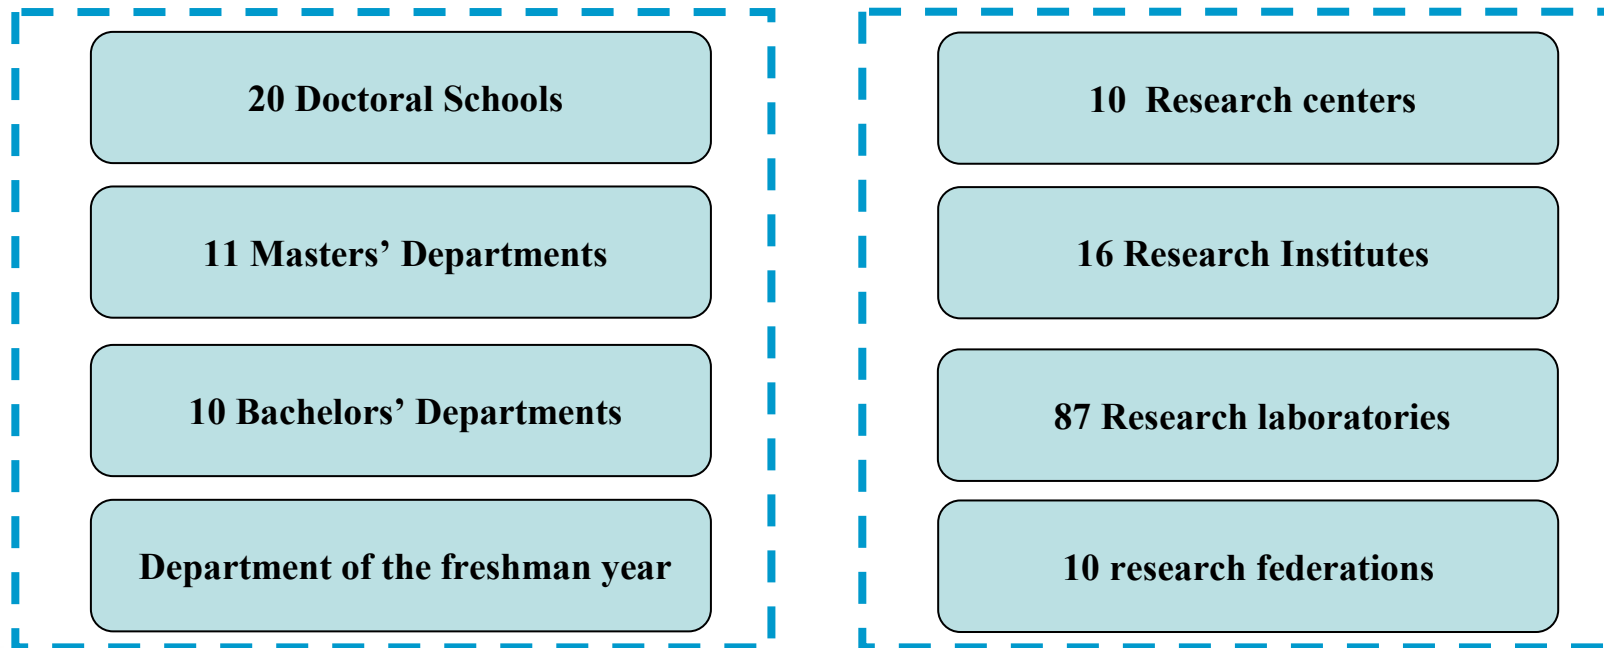 20 Doctoral Schools
11 Masters’ Departments
10 Bachelors’ Departments
Department of the freshman year
10  Research centers
16 Research Institutes
87 Research laboratories
10 research federations